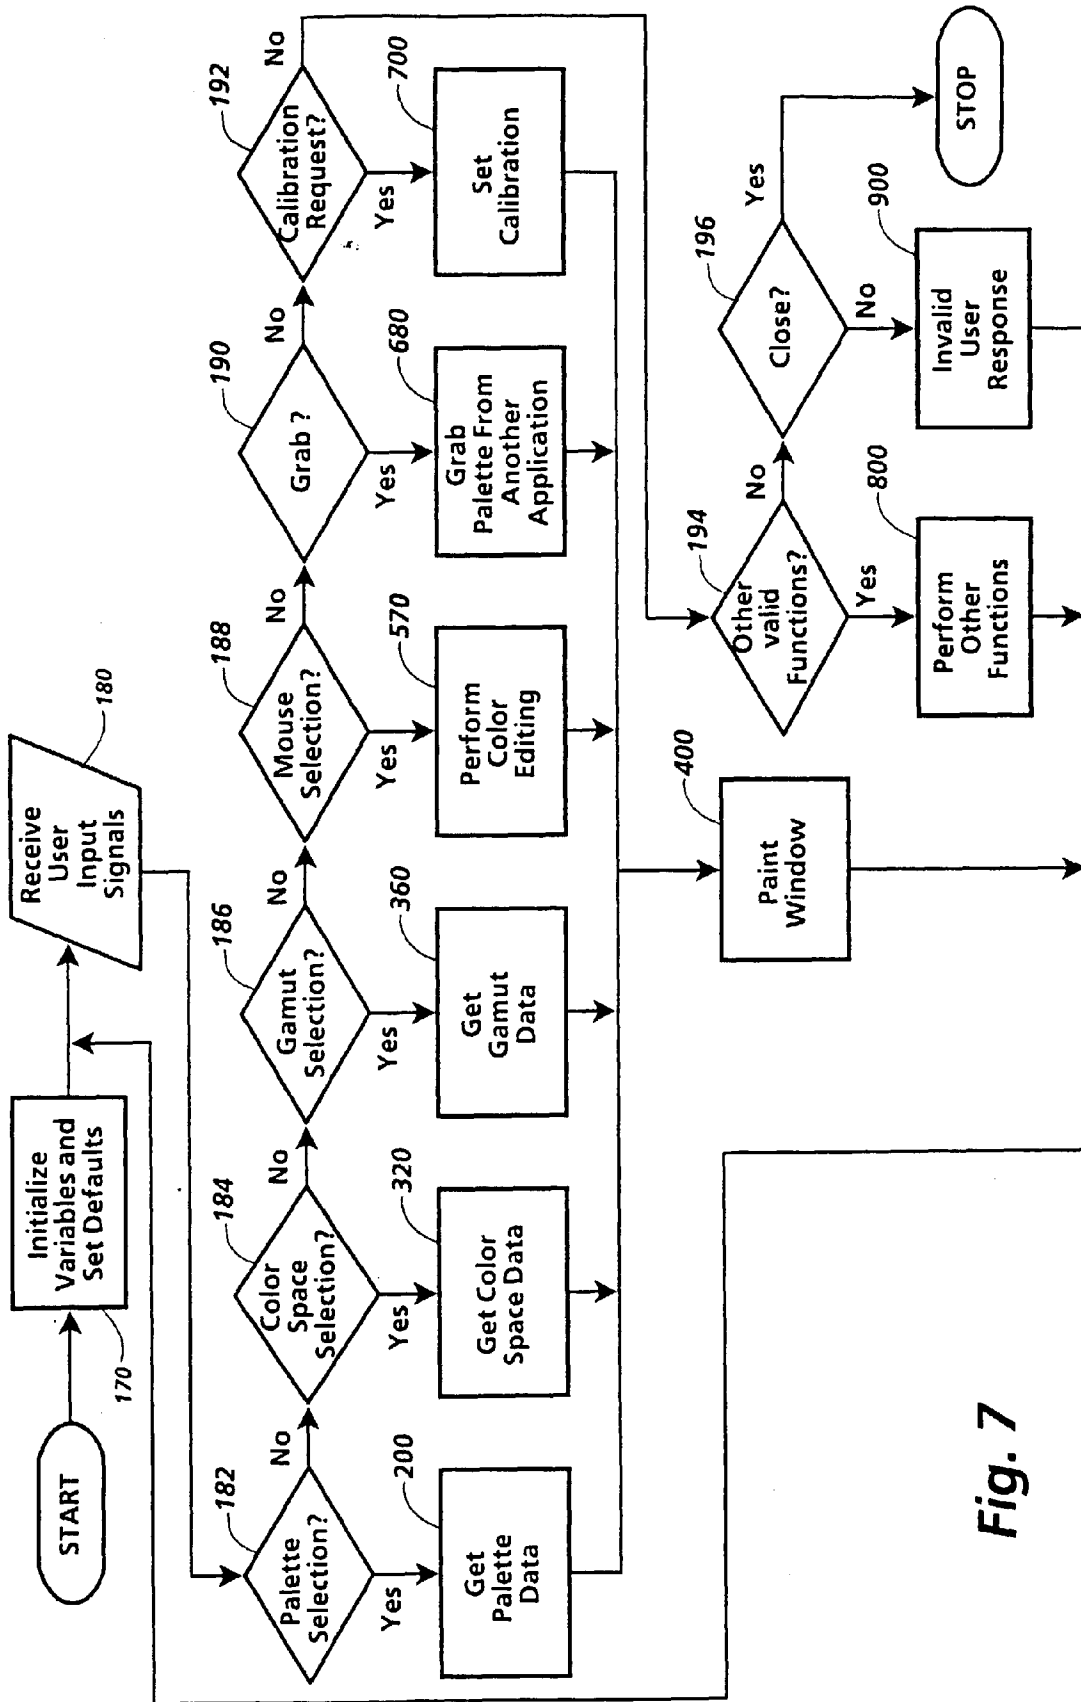 START
170
Initialize
Variables and
Set Defaults
180
Receive
User
Input
Signals
182
Palette
Selection?
No
Yes
184
Color
Space
Selection?
No
Yes
186
Gamut
Selection?
No
Yes
188
Mouse
Selection?
No
Yes
190
Grab ?
No
Yes
192
Calibration
Request?
No
Yes
200
Get
Palette
Data
320
Get Color
Space Data
360
Get
Gamut
Data
570
Perform
Color
Editing
680
Grab
Palette From
Another
Application
700
Set
Calibration
400
Paint
Window
194
Other
valid
Functions?
No
Yes
196
Close?
Yes
No
800
Perform
Other
Functions
900
Invalid
User
Response
STOP
Fig. 7